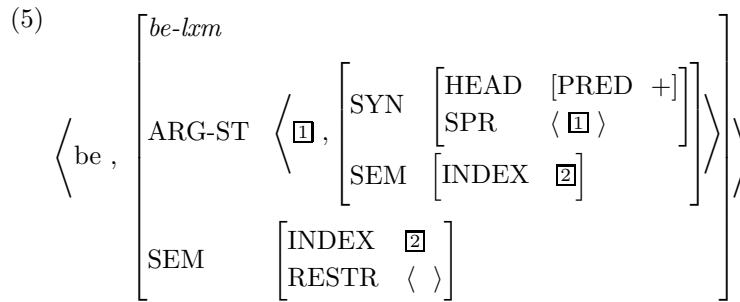 (5)
be-lxm
HEAD [PRED +]
SYN
SPR ⟨ 1 ⟩
⟨ be , ARG-ST ⟨ 1 ,
SEM [INDEX 2]
INDEX 2
SEM
RESTR ⟨ ⟩